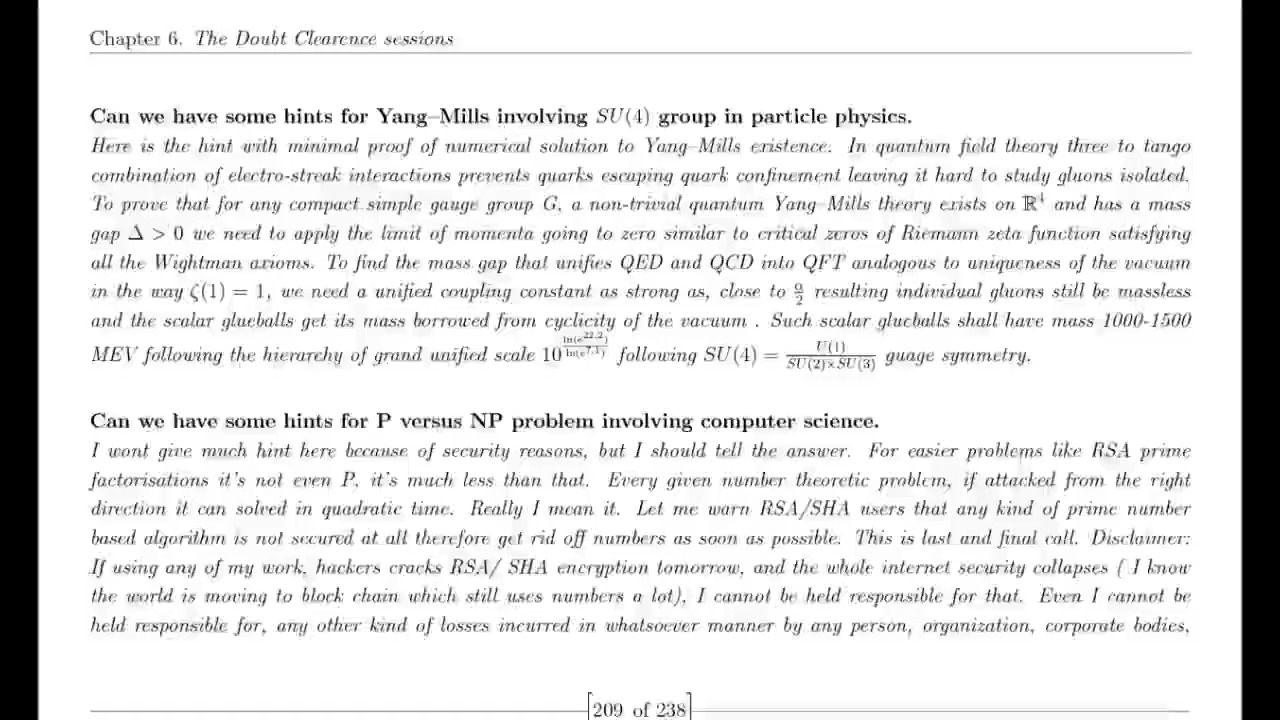 Chapter 6. The Doubt Clearence sessions
Can we have some hints for Yang–Mills involving SU(4) group in particle physics.
Here is the hint with minimal proof of numerical solution to Yang–Mills existence: In quantum field theory three to tango
combination of electro-streak interactions prevents quarks escaping quark confinement leaving it hard to study gluons isolated.
To prove that for any compact simple gauge group G, a non-trivial quantum Yang–Mills theory exists on ℝ⁴ and has a mass
gap Δ > 0 we need to apply the limit of momenta going to zero similar to critical zeros of Riemann zeta function satisfying
all the Wightman axioms. To find the mass gap that unifies QED and QCD into QFT analogous to uniqueness of the vacuum
in the way ζ(1) = 1, we need a unified coupling constant as strong as, close to α/2 resulting individual gluons still be massless
and the scalar glueballs get its mass borrowed from cyclicity of the vacuum . Such scalar glueballs shall have mass 1000-1500
MEV following the hierarchy of grand unified scale 10^(ln(e^22.2)/ln(e^7.1)) following SU(4) = U(1)/SU(2)×SU(3) guage symmetry.
Can we have some hints for P versus NP problem involving computer science.
I wont give much hint here because of security reasons, but I should tell the answer. For easier problems like RSA prime
factorisations it's not even P, it's much less than that. Every given number theoretic problem, if attacked from the right
direction it can solved in quadratic time. Really I mean it. Let me warn RSA/SHA users that any kind of prime number
based algorithm is not secured at all therefore get rid off numbers as soon as possible. This is last and final call. Disclaimer:
If using any of my work, hackers cracks RSA/ SHA encryption tomorrow, and the whole internet security collapses ( I know
the world is moving to block chain which still uses numbers a lot), I cannot be held responsible for that. Even I cannot be
held responsible for, any other kind of losses incurred in whatsoever manner by any person, organization, corporate bodies,
[209 of 238]